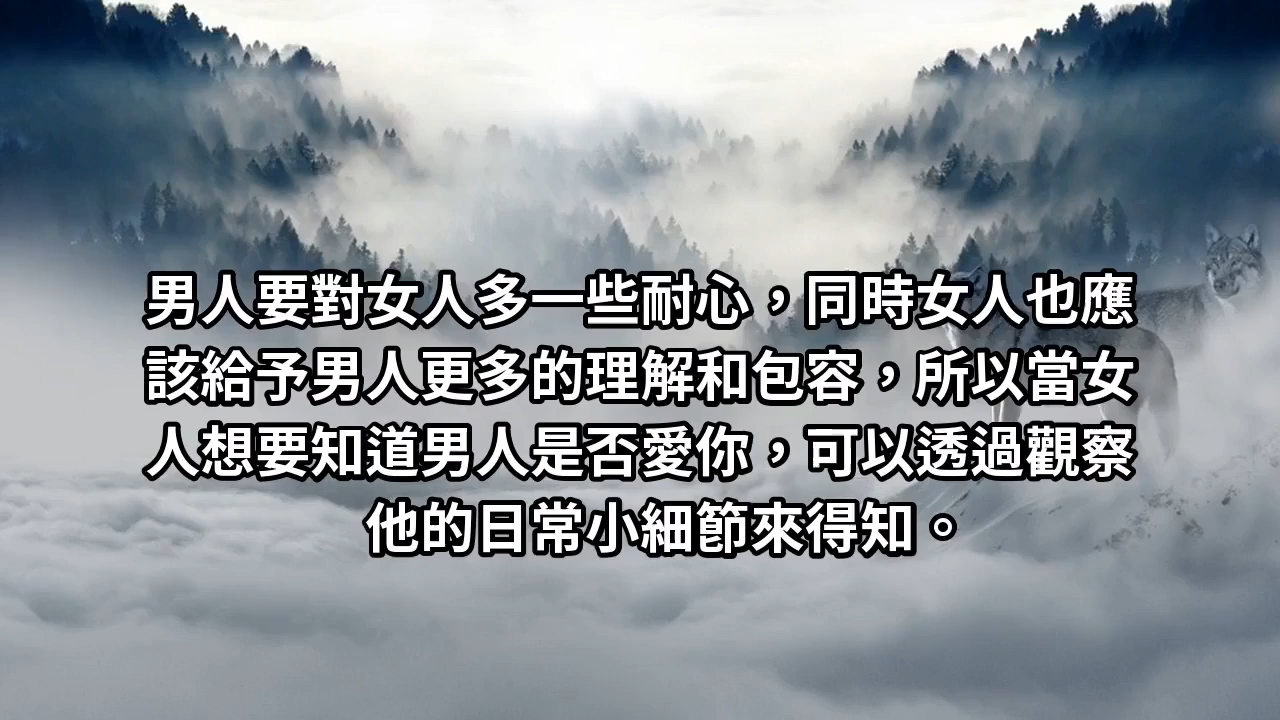 男人要對女人多一些耐心，同時女人也應
該給予男人更多的理解和包容，所以當女
人想要知道男人是否愛你，可以透過觀察
他的日常小細節來得知。